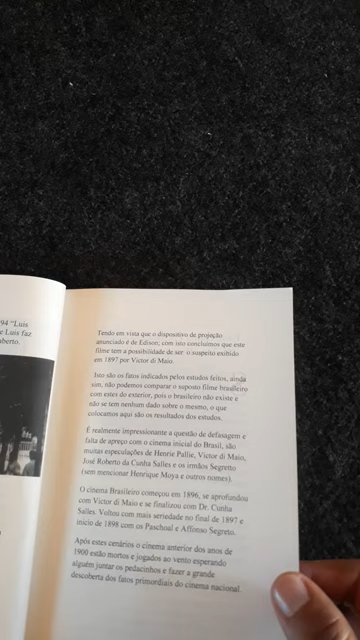 94 "Luis
e Luis faz
berto.
Tendo em vista que o dispositivo de projeção
anunciado é de Edison; com isto concluímos que este
filme tem a possibilidade de ser o suspeito exibido
em 1897 por Victor di Maio.
Isto são os fatos indicados pelos estudos feitos, ainda
sim, não podemos comparar o suposto filme brasileiro
com estes do exterior, pois o brasileiro não existe e
não se tem nenhum dado sobre o mesmo, o que
colocamos aqui são os resultados dos estudos.
É realmente impressionante a questão de defasagem e
falta de apreço com o cinema inicial do Brasil, são
muitas especulações de Henrie Pallie, Victor di Maio,
José Roberto da Cunha Salles e os irmãos Segretto
(sem mencionar Henrique Moya e outros nomes).
O cinema Brasileiro começou em 1896, se aprofundou
com Victor di Maio e se finalizou com Dr. Cunha
Salles. Voltou com mais seriedade no final de 1897 e
inicio de 1898 com os Paschoal e Affonso Segreto.
Após estes cenários o cinema anterior dos anos de
1900 estão mortos e jogados ao vento esperando
alguém juntar os pedacinhos e fazer a grande
descoberta dos fatos primordiais do cinema nacional.